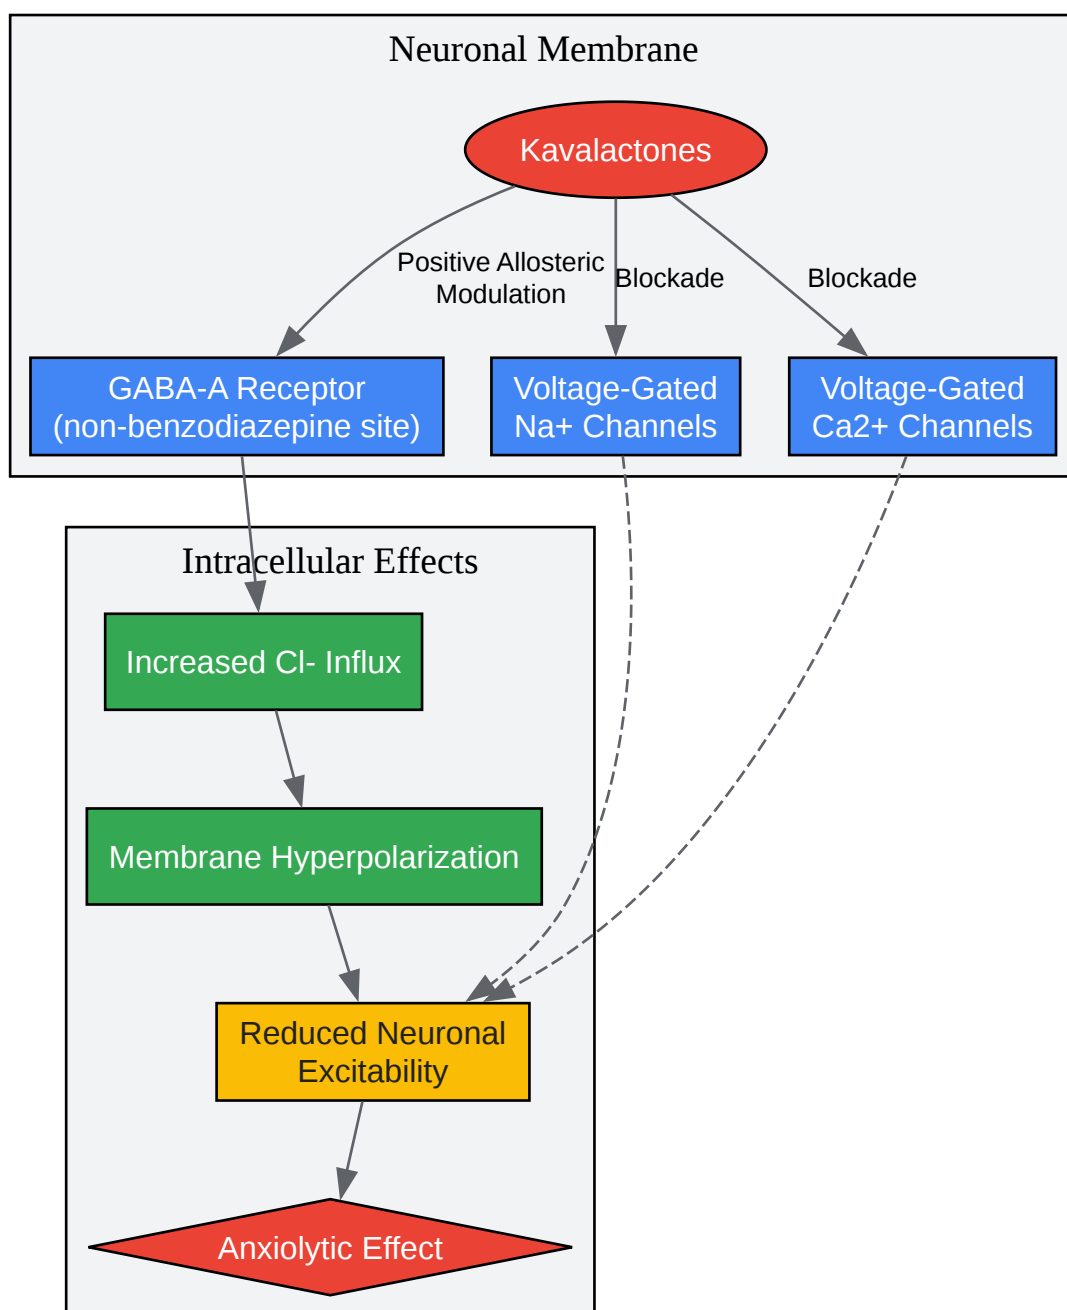 Neuronal Membrane
Kavalactones
Positive Allosteric
Modulation
Blockade
Blockade
GABA-A Receptor
(non-benzodiazepine site)
Voltage-Gated
Na+ Channels
Voltage-Gated
Ca2+ Channels
Intracellular Effects
Increased Cl- Influx
Membrane Hyperpolarization
Reduced Neuronal
Excitability
Anxiolytic Effect